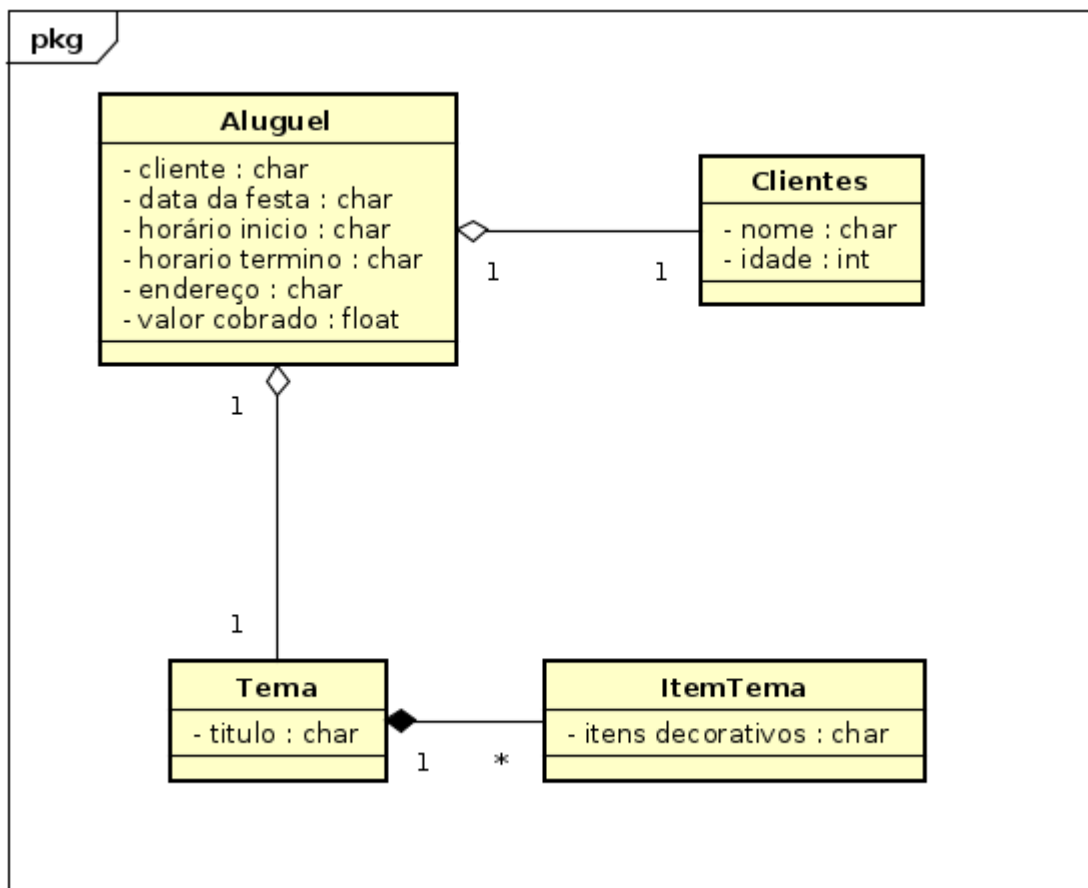 pkg
Aluguel
- cliente : char
- data da festa : char
- horário inicio : char
- horario termino : char
- endereço : char
- valor cobrado : float
Clientes
- nome : char
- idade : int
1
1
1
1
Tema
- titulo : char
ItemTema
- itens decorativos : char
1
*